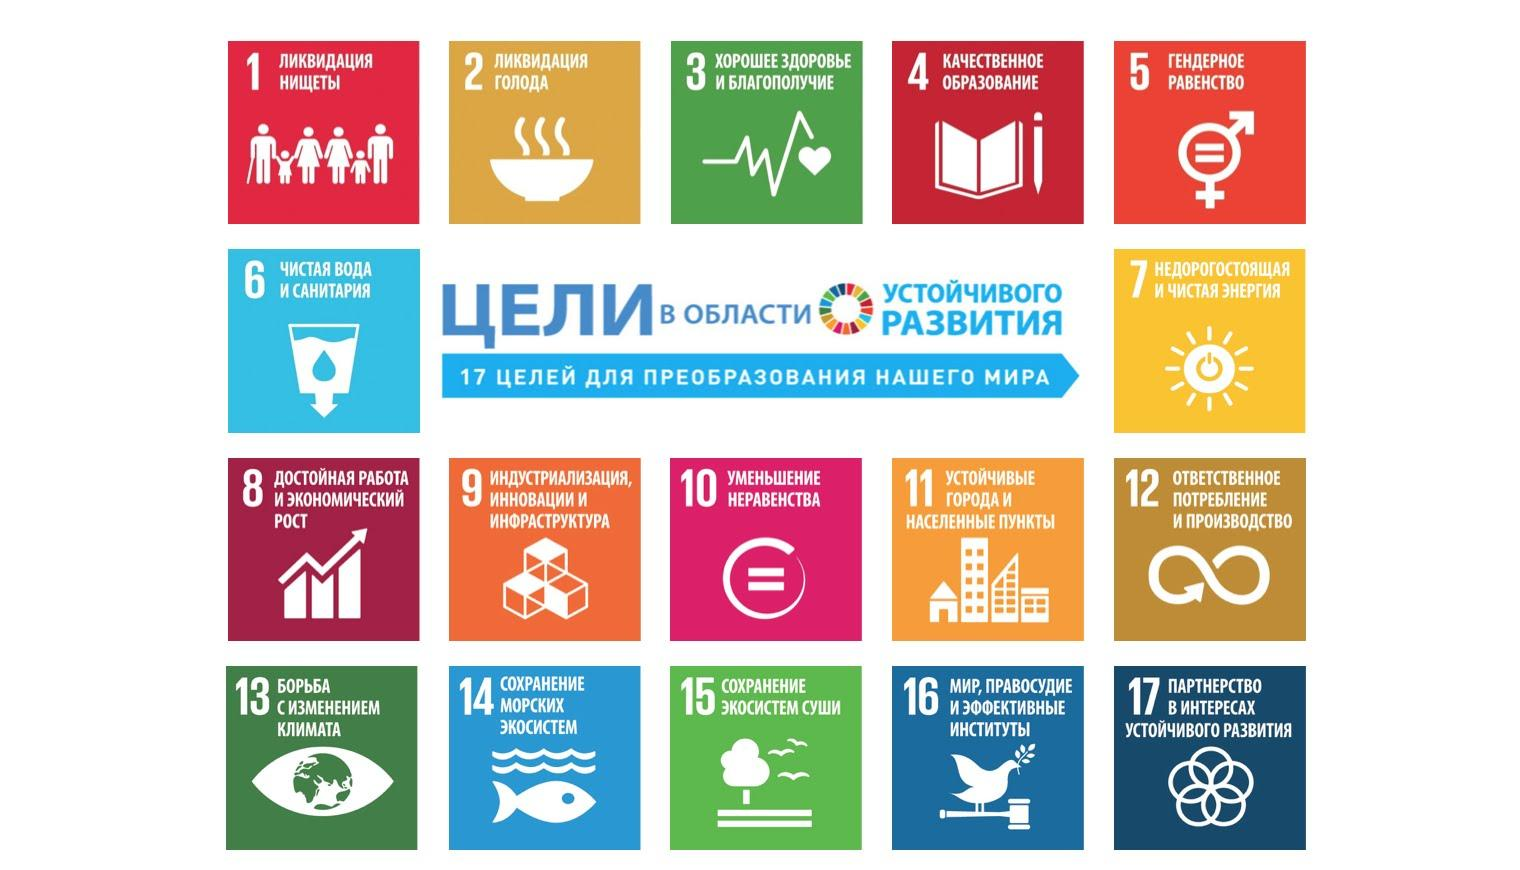 1 ЛИКВИДАЦИЯ
НИЩЕТЫ
2 ЛИКВИДАЦИЯ
ГОЛОДА
3 ХОРОШЕЕ ЗДОРОВЬЕ
И БЛАГОПОЛУЧИЕ
4 КАЧЕСТВЕННОЕ
ОБРАЗОВАНИЕ
5 ГЕНДЕРНОЕ
РАВЕНСТВО
6 ЧИСТАЯ ВОДА
И САНИТАРИЯ
ЦЕЛИ В ОБЛАСТИ УСТОЙЧИВОГО
РАЗВИТИЯ
17 ЦЕЛЕЙ ДЛЯ ПРЕОБРАЗОВАНИЯ НАШЕГО МИРА
7 НЕДОРОГОСТОЯЩАЯ
И ЧИСТАЯ ЭНЕРГИЯ
8 ДОСТОЙНАЯ РАБОТА
И ЭКОНОМИЧЕСКИЙ
РОСТ
9 ИНДУСТРИАЛИЗАЦИЯ,
ИННОВАЦИИ И
ИНФРАСТРУКТУРА
10 УМЕНЬШЕНИЕ
НЕРАВЕНСТВА
11 УСТОЙЧИВЫЕ
ГОРОДА И
НАСЕЛЕННЫЕ ПУНКТЫ
12 ОТВЕТСТВЕННОЕ
ПОТРЕБЛЕНИЕ
И ПРОИЗВОДСТВО
13 БОРЬБА
С ИЗМЕНЕНИЕМ
КЛИМАТА
14 СОХРАНЕНИЕ
МОРСКИХ
ЭКОСИСТЕМ
15 СОХРАНЕНИЕ
ЭКОСИСТЕМ СУШИ
16 МИР, ПРАВОСУДИЕ
И ЭФФЕКТИВНЫЕ
ИНСТИТУТЫ
17 ПАРТНЕРСТВО
В ИНТЕРЕСАХ
УСТОЙЧИВОГО РАЗВИТИЯ